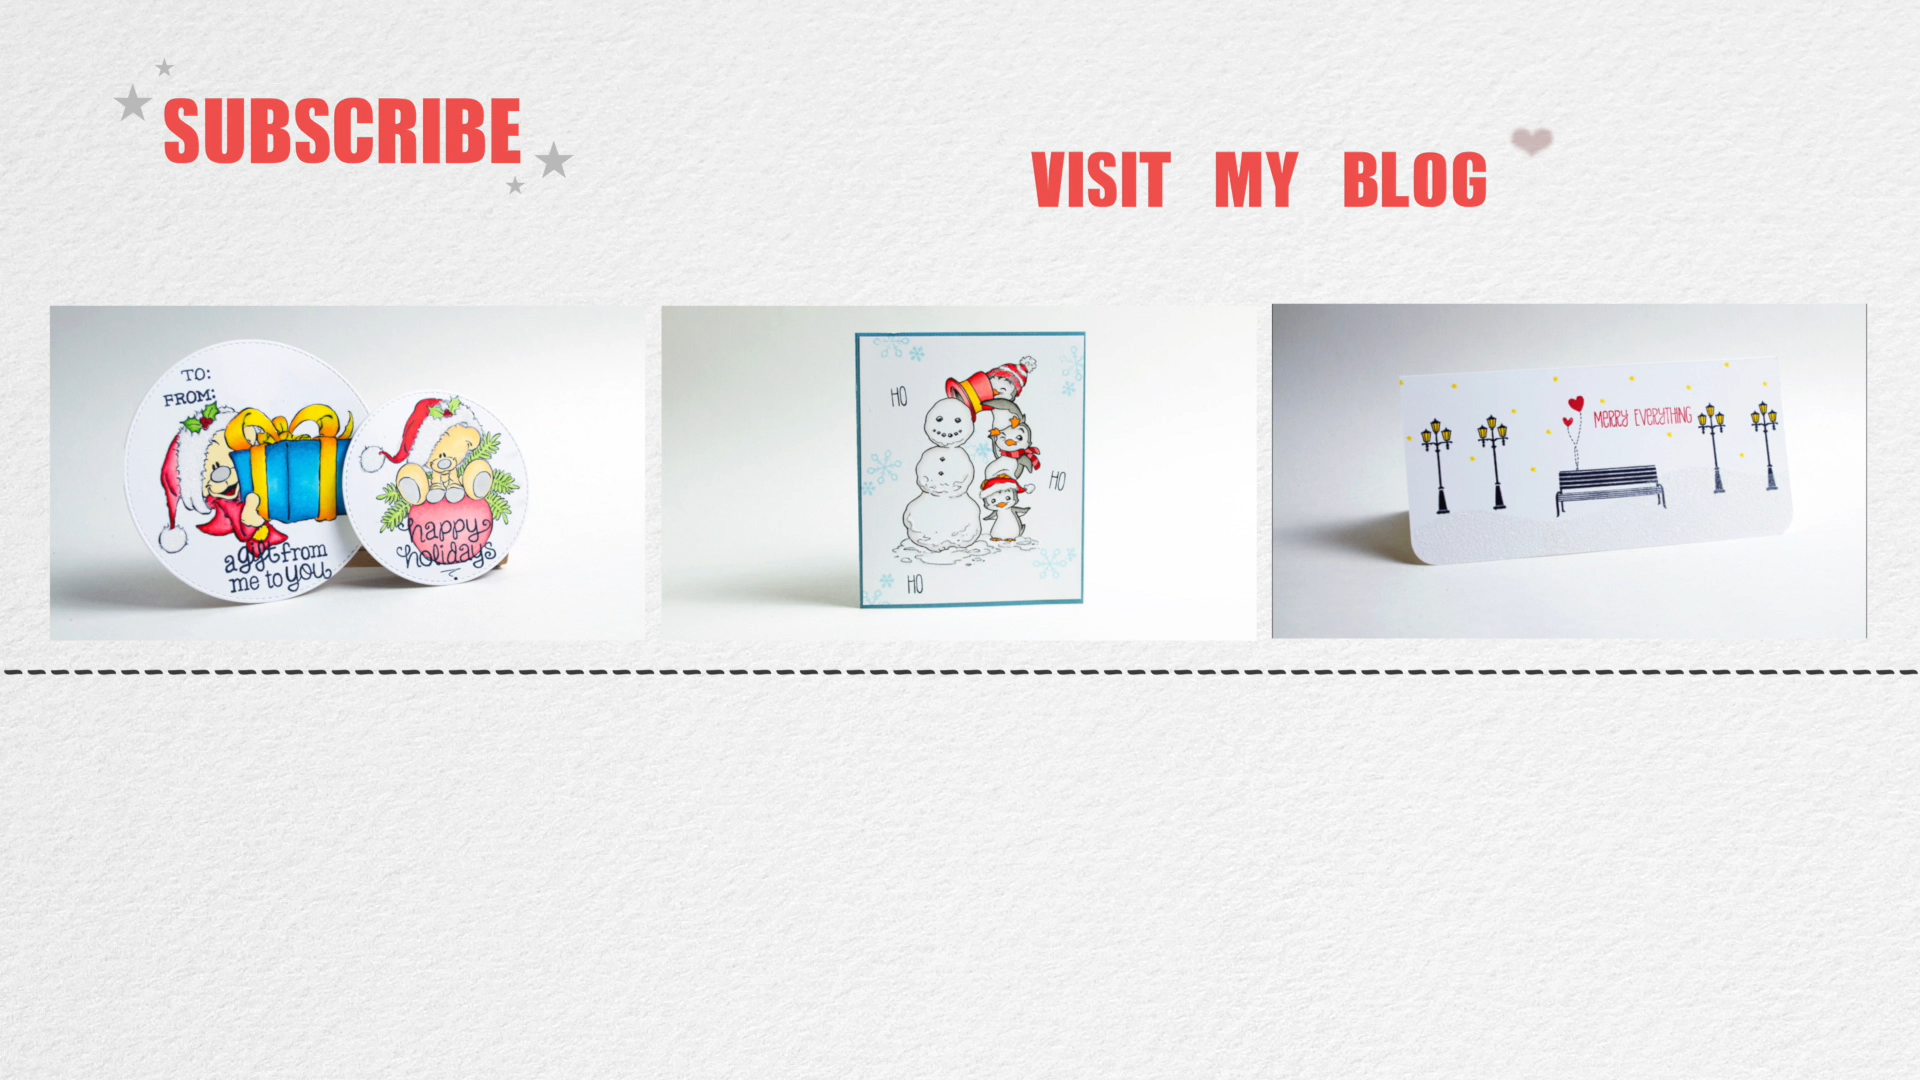 SUBSCRIBE
VISIT MY BLOG
TO:
FROM:
a gift from
me to you
happy
holidays
HO
HO
HO
MERRY EVERYTHING